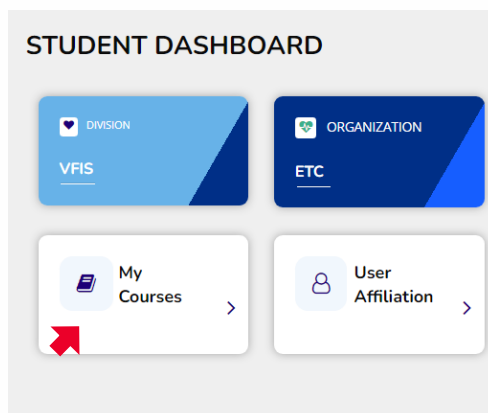 STUDENT DASHBOARD
DIVISION
VFIS
ORGANIZATION
ETC
My
Courses
User
Affiliation